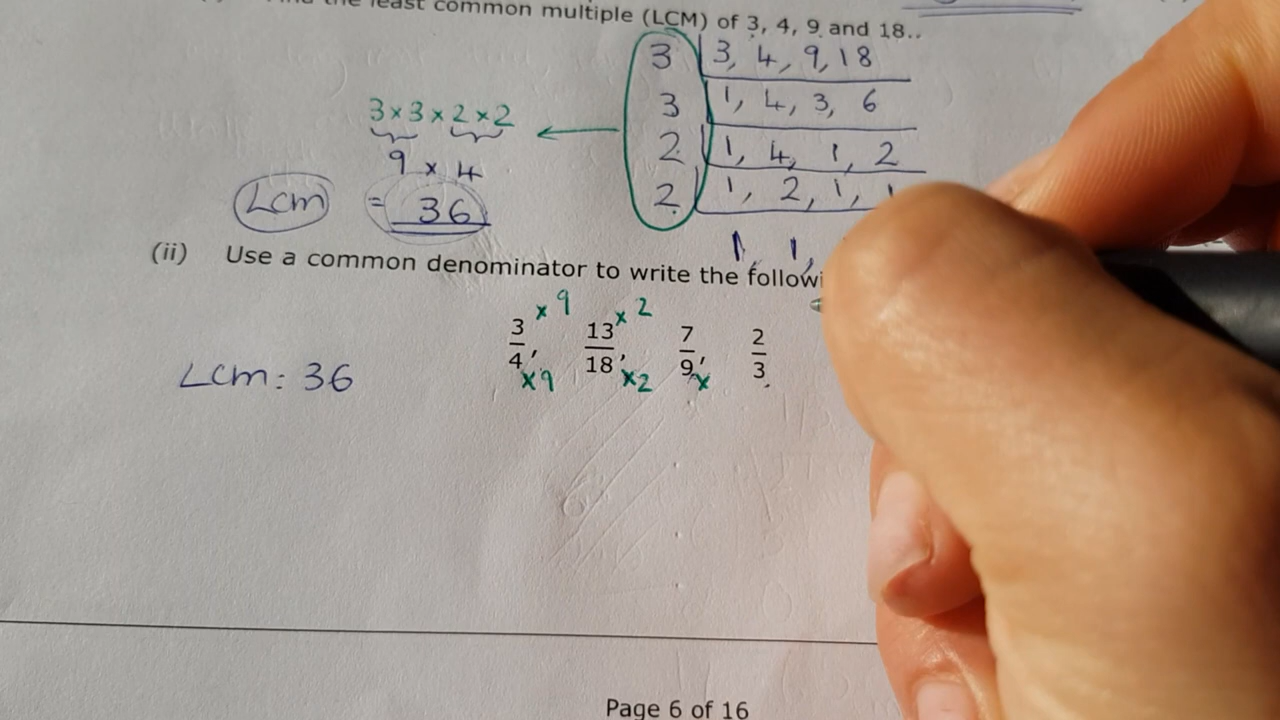 the least common multiple (LCM) of 3, 4, 9 and 18..
3 3, 4, 9, 18
3 1, 4, 3, 6
3×3×2×2
2 1, 4, 1, 2
9 × 4
2 1, 2, 1, 1
Lcm = 36
1, 1,
(ii) Use a common denominator to write the
×9 ×2
3/4, 13/18, 7/9, 2/3
×9 ×2 ×
Lcm: 36
Page 6 of 16